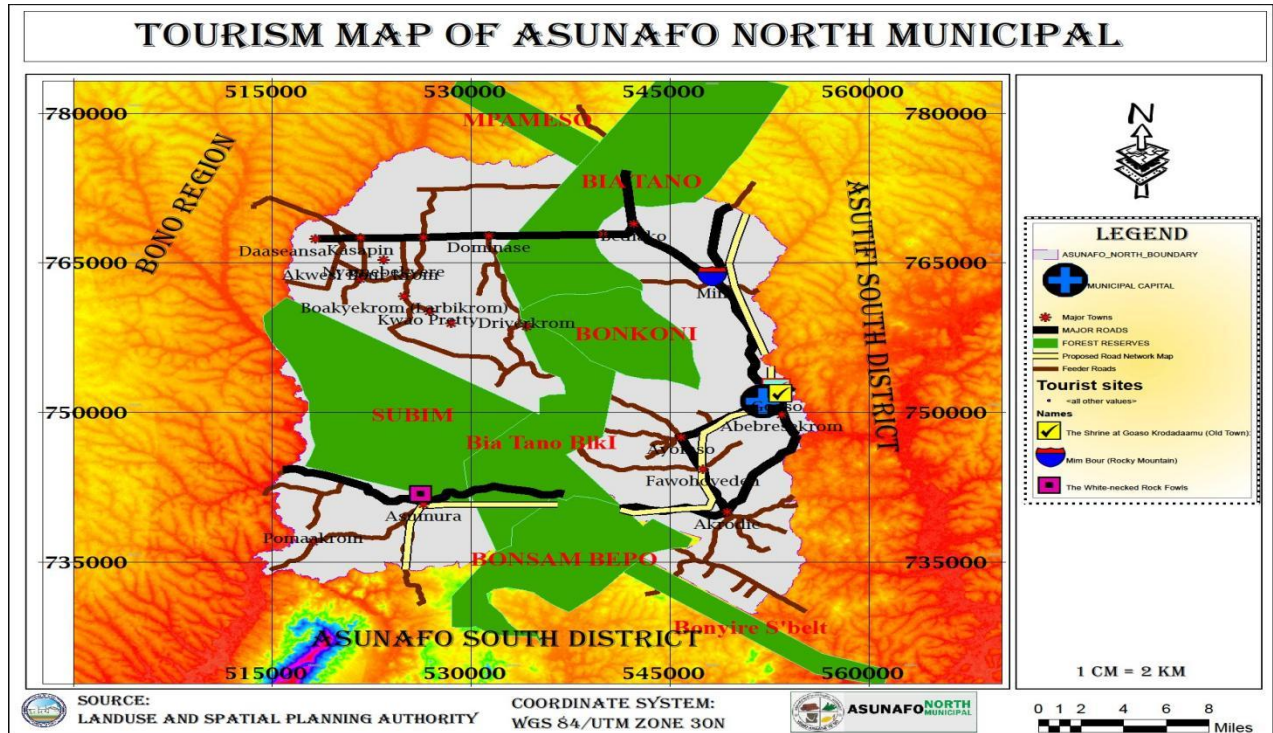 TOURISM MAP OF ASUNAFO NORTH MUNICIPAL
515000 530000 545000 560000
780000 780000
MPAMESO
BIA TANO
BONO REGION
ASUTIFI SOUTH DISTRICT
Daaseansa Kasapin Dominase
765000 765000
Mim
Boakyekrom (Larbikrom)
Kwao Pretty Driverkrom
BONKONI
SUBIM
750000 750000
Abebresekrom
Bia Tano BlkI
Ayomso
Fawohoyeden
Asumura
Akrodie
Pomaakrom
735000 735000
BONSAM BEPO
Bonyire S'belt
ASUNAFO SOUTH DISTRICT
515000 530000 545000 560000
N
LEGEND
ASUNAFO_NORTH_BOUNDARY
MUNICIPAL CAPITAL
Major Towns
MAJOR ROADS
FOREST RESERVES
Proposed Road Network Map
Feeder Roads
Tourist sites
<all other values>
Names
The Shrine at Goaso Krodadaamu (Old Town)
Mim Bour (Rocky Mountain)
The White-necked Rock Fowls
1 CM = 2 KM
0 1 2 4 6 8
Miles
SOURCE:
LANDUSE AND SPATIAL PLANNING AUTHORITY
COORDINATE SYSTEM:
WGS 84/UTM ZONE 30N
ASUNAFO NORTH
MUNICIPAL